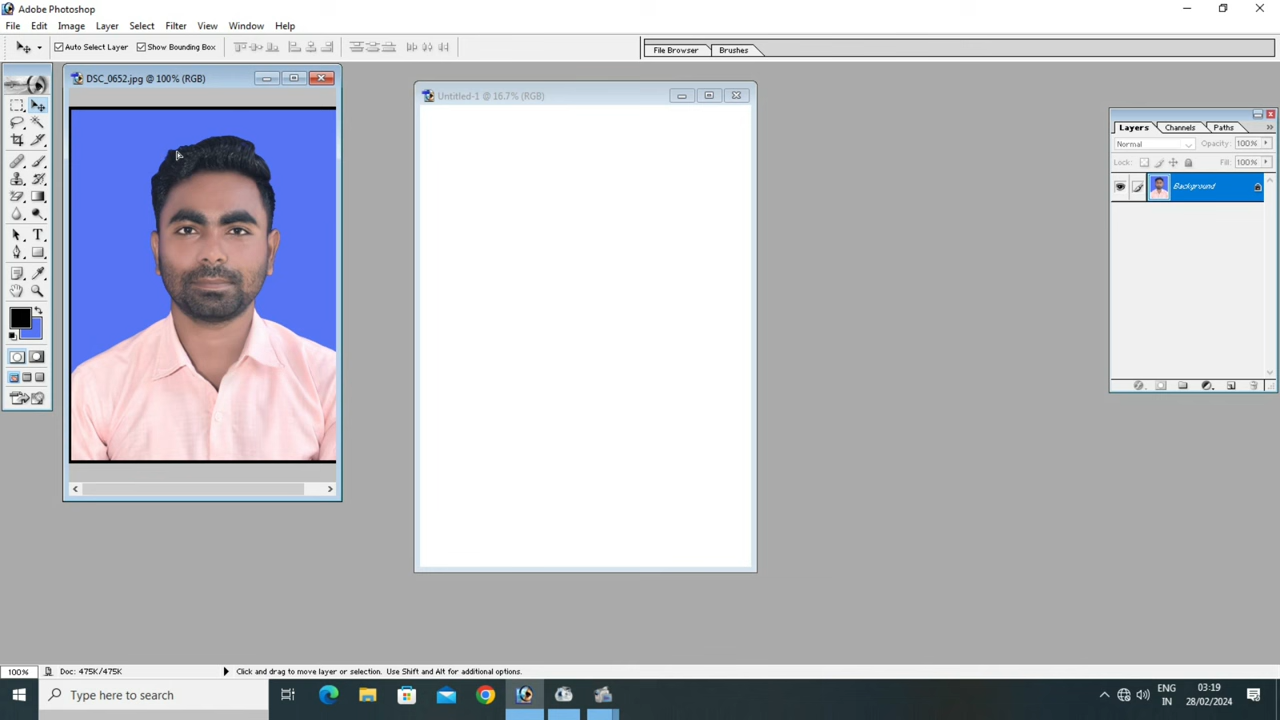 Adobe Photoshop
File Edit Image Layer Select Filter View Window Help
Auto Select Layer Show Bounding Box
File Browser Brushes
DSC_0652.jpg @ 100% (RGB)
Untitled-1 @ 16.7% (RGB)
Layers Channels Paths
Normal Opacity: 100%
Lock: Fill: 100%
Background
100% Doc: 475K/475K Click and drag to move layer or selection. Use Shift and Alt for additional options.
Type here to search
ENG
IN
03:19
28/02/2024